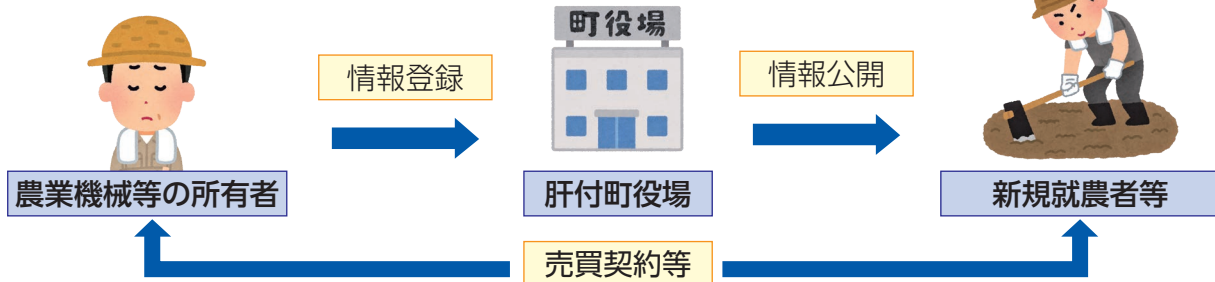 町役場
情報登録
情報公開
農業機械等の所有者
肝付町役場
新規就農者等
売買契約等